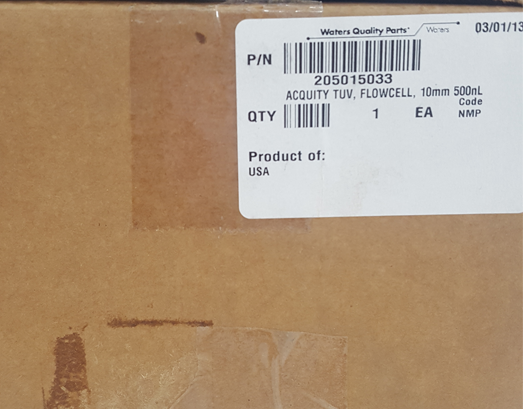 Waters Quality Parts™ Waters 03/01/13
P/N
205015033
ACQUITY TUV, FLOWCELL, 10mm 500nL
Code
QTY 1 EA NMP
Product of:
USA